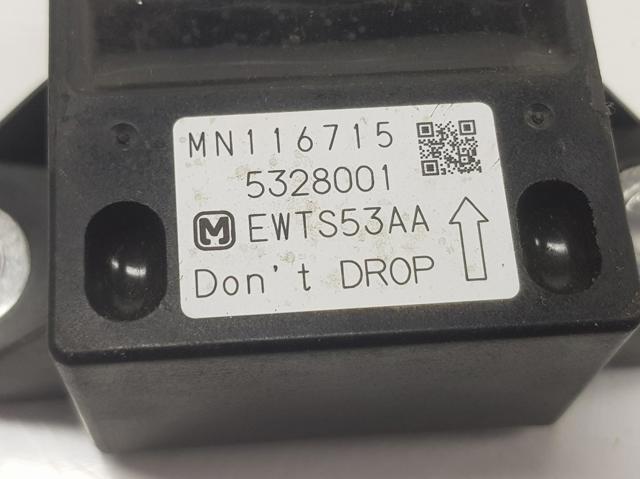 MN116715
5328001
M EWTS53AA
Don't DROP